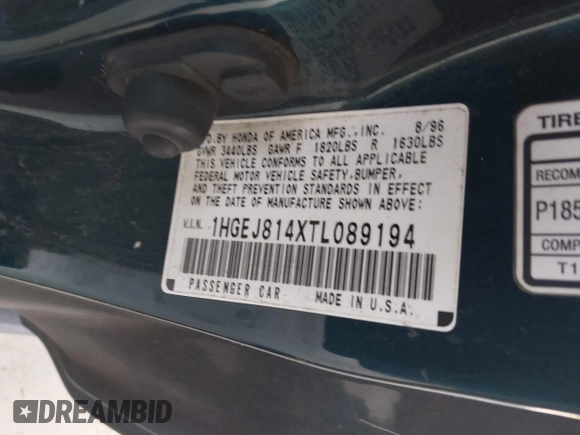 BY HONDA OF AMERICA MFG., INC. 8/96
GVWR 3440LBS GAWR F 1820LBS R 1630LBS
THIS VEHICLE CONFORMS TO ALL APPLICABLE
FEDERAL MOTOR VEHICLE SAFETY, BUMPER,
AND THEFT PREVENTION STANDARDS IN EFFECT
ON THE DATE OF MANUFACTURE SHOWN ABOVE.
V.I.N. 1HGEJ814XTL089194
PASSENGER CAR MADE IN U.S.A.
TIRE
RECOM
P185
COMP
T1
DREAMBID